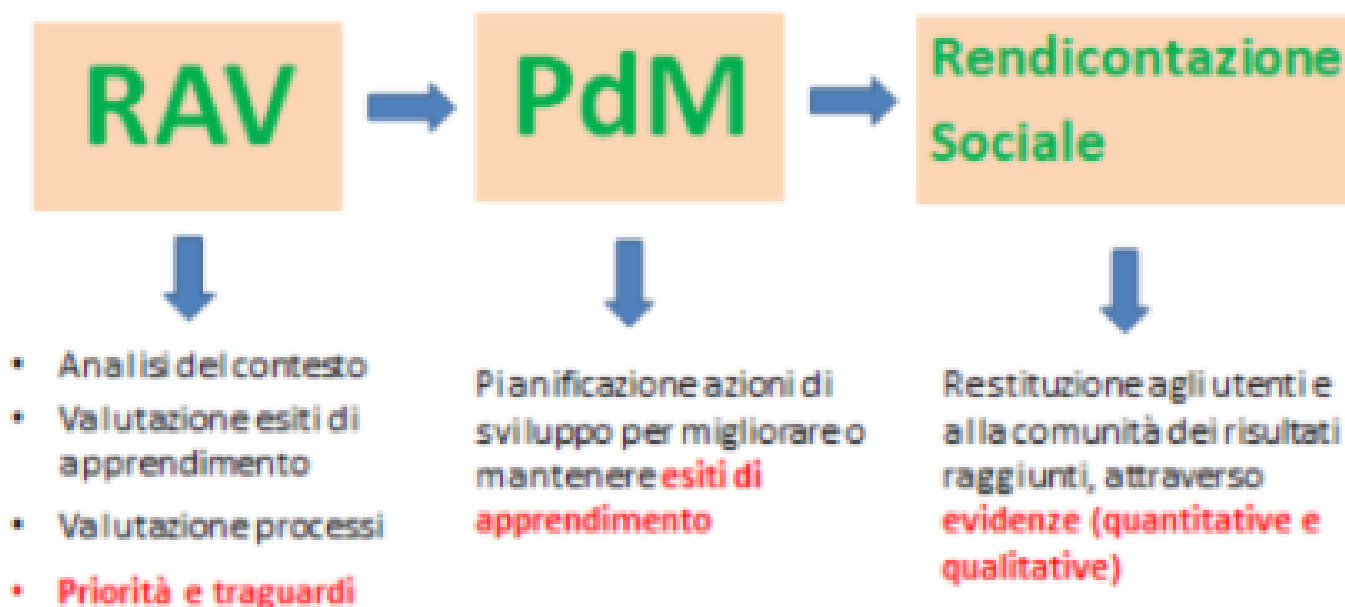 RAV
PdM
Rendicontazione
Sociale
• Analisi del contesto
• Valutazione esiti di
apprendimento
• Valutazione processi
• Priorità e traguardi
Pianificazione azioni di
sviluppo per migliorare o
mantenere esiti di
apprendimento
Restituzione agli utenti e
alla comunità dei risultati
raggiunti, attraverso
evidenze (quantitative e
qualitative)